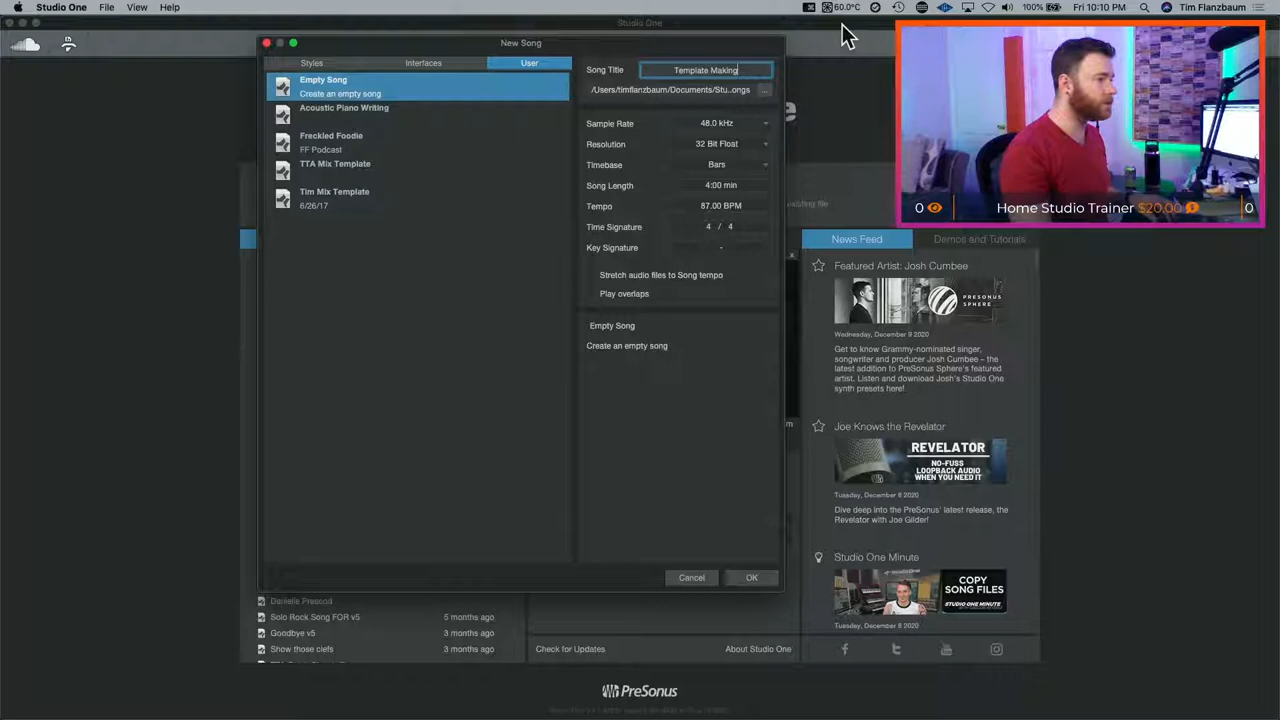 Studio One File View Help
60.0°C 100% Fri 10:10 PM Tim Flanzbaum
Studio One
New Song
Styles Interfaces User
Empty Song
Create an empty song
Acoustic Piano Writing
Freckled Foodie
FF Podcast
TTA Mix Template
Tim Mix Template
6/26/17
Song Title Template Making
/Users/timflanzbaum/Documents/Stu..ongs ...
Sample Rate 48.0 kHz
Resolution 32 Bit Float
Timebase Bars
Song Length 4:00 min
Tempo 87.00 BPM
Time Signature 4 / 4
Key Signature -
Stretch audio files to Song tempo
Play overlaps
Empty Song
Create an empty song
Cancel OK
existing file
0 Home Studio Trainer $20.00 0
News Feed Demos and Tutorials
Featured Artist: Josh Cumbee
PRESONUS
SPHERE
Wednesday, December 9 2020
Get to know Grammy-nominated singer,
songwriter and producer Josh Cumbee – the
latest addition to PreSonus Sphere's featured
artist. Listen and download Josh's Studio One
synth presets here!
Joe Knows the Revelator
REVELATOR
NO-FUSS
LOOPBACK AUDIO
WHEN YOU NEED IT
Tuesday, December 8 2020
Dive deep into the PreSonus' latest release, the
Revelator with Joe Gilder!
Studio One Minute
COPY
SONG FILES
STUDIO ONE MINUTE
Tuesday, December 8 2020
Danielle Prescod
Solo Rock Song FOR v5 5 months ago
Goodbye v5 3 months ago
Show those clefs 3 months ago
Check for Updates About Studio One
PreSonus